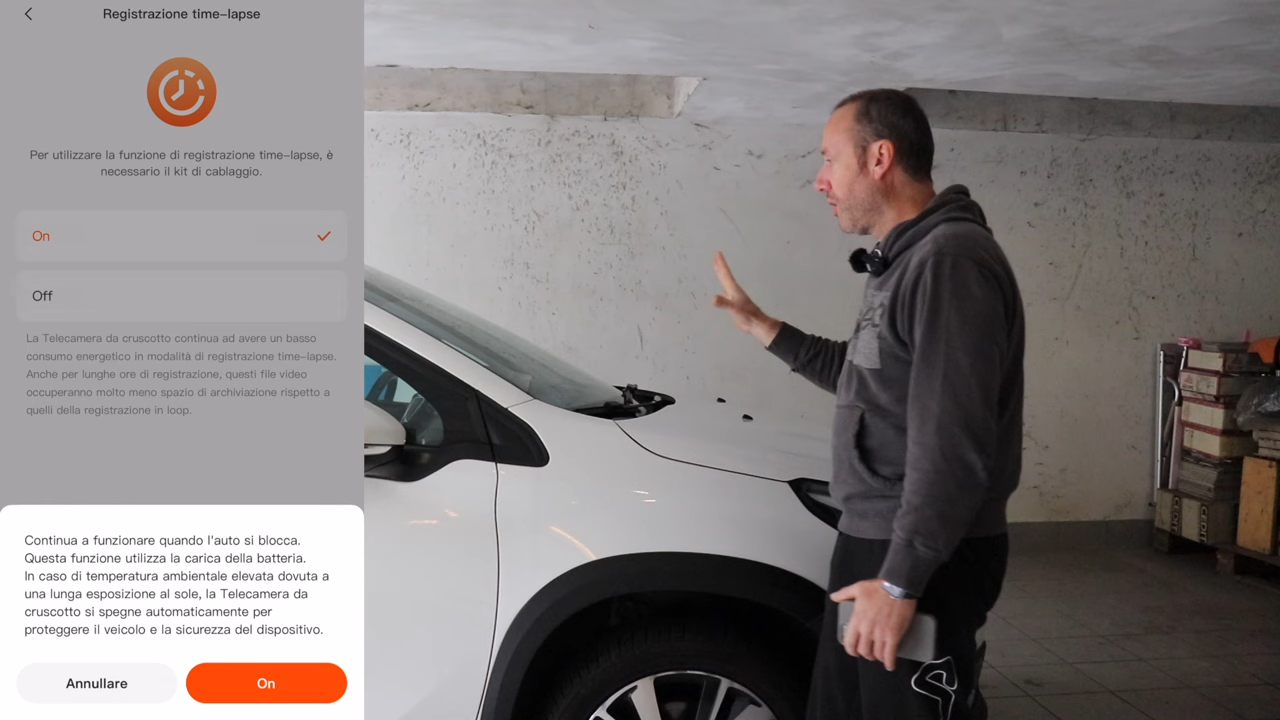 Registrazione time-lapse
Per utilizzare la funzione di registrazione time-lapse, è
necessario il kit di cablaggio.
On
Off
La Telecamera da cruscotto continua ad avere un basso
consumo energetico in modalità di registrazione time-lapse.
Anche per lunghe ore di registrazione, questi file video
occuperanno molto meno spazio di archiviazione rispetto a
quelli della registrazione in loop.
Continua a funzionare quando l'auto si blocca.
Questa funzione utilizza la carica della batteria.
In caso di temperatura ambientale elevata dovuta a
una lunga esposizione al sole, la Telecamera da
cruscotto si spegne automaticamente per
proteggere il veicolo e la sicurezza del dispositivo.
Annullare
On